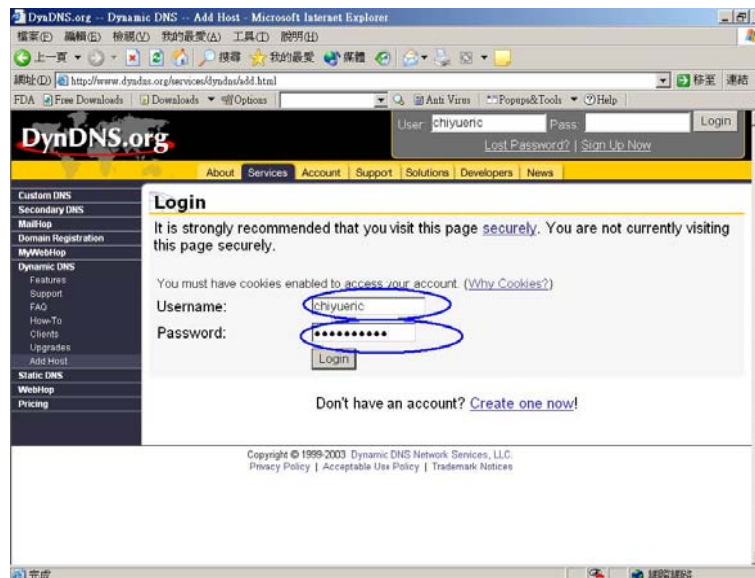 DynDNS.org -- Dynamic DNS -- Add Host - Microsoft Internet Explorer
檔案(F) 編輯(E) 檢視(V) 我的最愛(A) 工具(T) 說明(H)
上一頁 搜尋 我的最愛 媒體
網址(D) http://www.dyndns.org/services/dyndns/add.html 移至 連結
FDA Free Downloads Downloads Options Anti Virus Popups&Tools Help
DynDNS.org
User: chiyueric Pass: Login
Lost Password? | Sign Up Now
About Services Account Support Solutions Developers News
Custom DNS
Secondary DNS
MailHop
Domain Registration
MyWebHop
Dynamic DNS
Features
Support
FAQ
How-To
Clients
Upgrades
Add Host
Static DNS
WebHop
Pricing
Login
It is strongly recommended that you visit this page securely. You are not currently visiting
this page securely.
You must have cookies enabled to access your account. (Why Cookies?)
Username: chiyueric
Password: ●●●●●●●●●●
Login
Don't have an account? Create one now!
Copyright © 1999-2003 Dynamic DNS Network Services, LLC.
Privacy Policy | Acceptable Use Policy | Trademark Notices
完成 網際網路